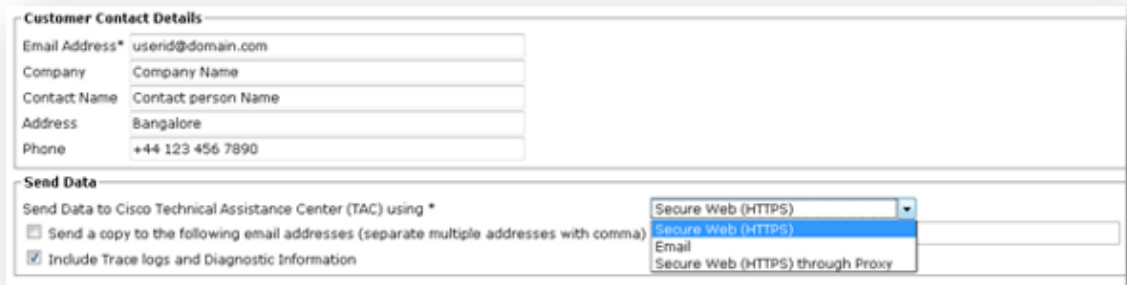 Customer Contact Details
Email Address* userid@domain.com
Company Company Name
Contact Name Contact person Name
Address Bangalore
Phone +44 123 456 7890
Send Data
Send Data to Cisco Technical Assistance Center (TAC) using * Secure Web (HTTPS)
Send a copy to the following email addresses (separate multiple addresses with comma) Secure Web (HTTPS)
Email
Include Trace logs and Diagnostic Information Secure Web (HTTPS) through Proxy